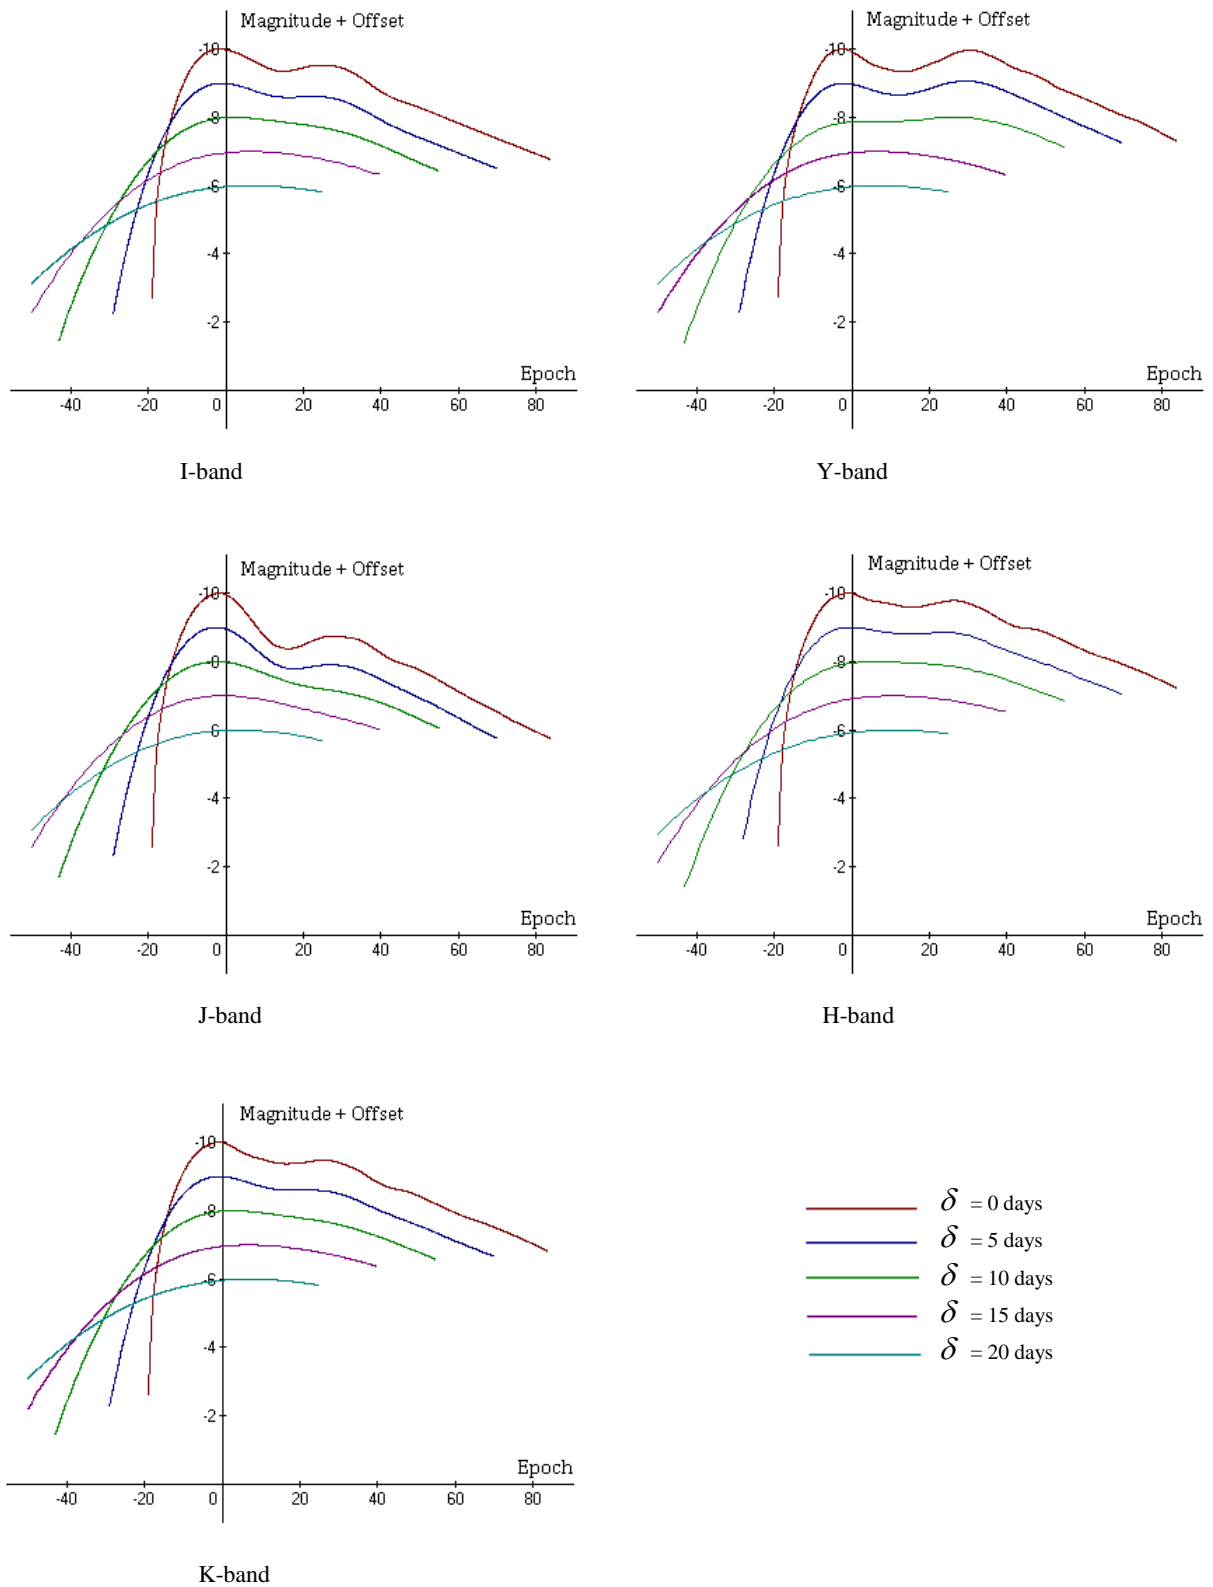 Magnitude + Offset
-10
-8
-6
-4
-2
Epoch
-40 -20 0 20 40 60 80
I-band
Magnitude + Offset
-10
-8
-6
-4
-2
Epoch
-40 -20 0 20 40 60 80
Y-band
Magnitude + Offset
-10
-8
-6
-4
-2
Epoch
-40 -20 0 20 40 60 80
J-band
Magnitude + Offset
-10
-8
-6
-4
-2
Epoch
-40 -20 0 20 40 60 80
H-band
Magnitude + Offset
-10
-8
-6
-4
-2
Epoch
-40 -20 0 20 40 60 80
K-band
δ = 0 days
δ = 5 days
δ = 10 days
δ = 15 days
δ = 20 days